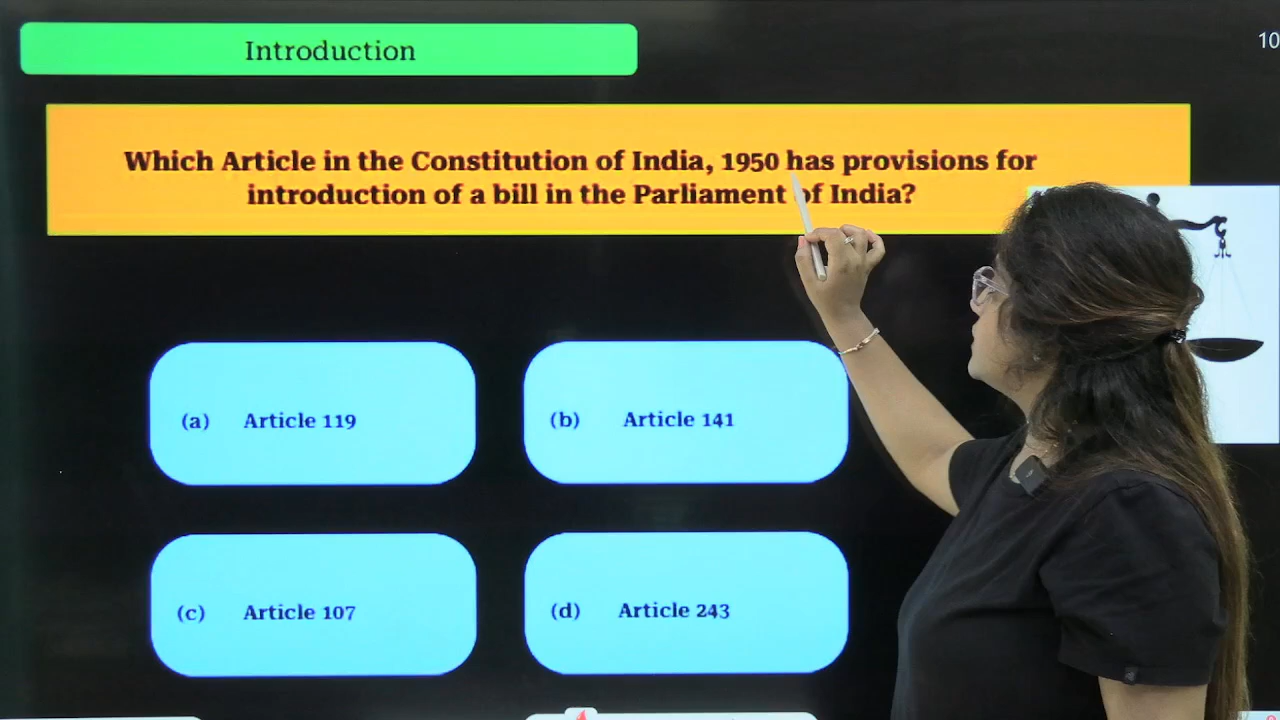 Introduction
10
Which Article in the Constitution of India, 1950 has provisions for
introduction of a bill in the Parliament of India?
(a) Article 119
(b) Article 141
(c) Article 107
(d) Article 243